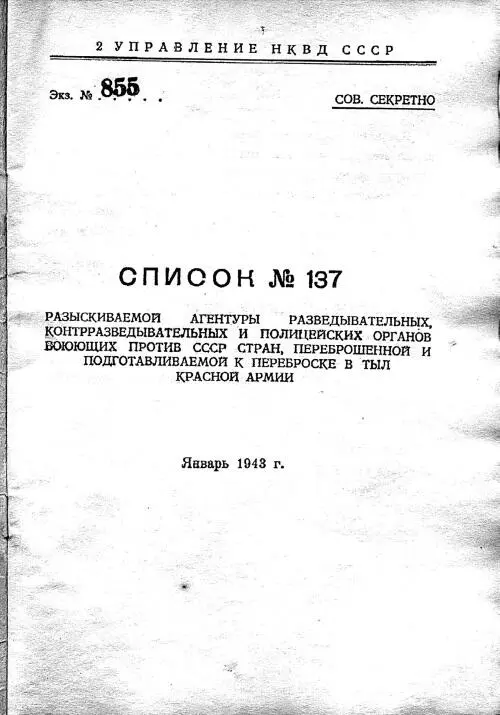 2 УПРАВЛЕНИЕ НКВД СССР
Экз. № 855
СОВ. СЕКРЕТНО
СПИСОК № 137
РАЗЫСКИВАЕМОЙ АГЕНТУРЫ РАЗВЕДЫВАТЕЛЬНЫХ,
КОНТРРАЗВЕДЫВАТЕЛЬНЫХ И ПОЛИЦЕЙСКИХ ОРГАНОВ
ВОЮЮЩИХ ПРОТИВ СССР СТРАН, ПЕРЕБРОШЕННОЙ И
ПОДГОТАВЛИВАЕМОЙ К ПЕРЕБРОСКЕ В ТЫЛ
КРАСНОЙ АРМИИ
Январь 1943 г.